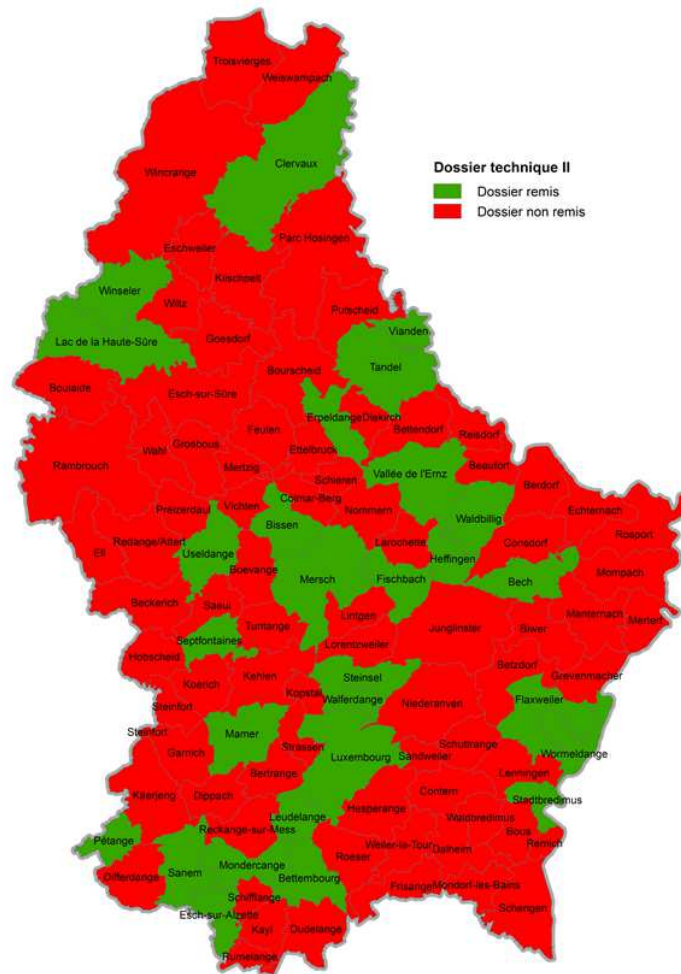 Troisvierges
Weiswampach
Clervaux
Wincrange
Dossier technique II
Dossier remis
Dossier non remis
Parc Hosingen
Eschweiler
Kiischpelt
Winseler
Wiltz
Putscheid
Vianden
Lac de la Haute-Sûre
Goesdorf
Tandel
Bourscheid
Boulaide
Esch-sur-Sûre
Erpeldange
Diekirch
Bettendorf
Reisdorf
Feulen
Grosbous
Ettelbruck
Wahl
Beaufort
Rambrouch
Mertzig
Vallée de l'Ernz
Schieren
Berdorf
Colmar-Berg
Vichten
Preizerdaul
Nommern
Echternach
Bissen
Waldbillig
Rosport
Redange/Attert
Larochette
Consdorf
Ell
Useldange
Heffingen
Mompach
Boevange
Mersch
Fischbach
Bech
Beckerich
Saeul
Lintgen
Manternach
Mertert
Tuntange
Junglinster
Biwer
Septfontaines
Lorentzweiler
Hobscheid
Betzdorf
Grevenmacher
Kehlen
Steinsel
Koerich
Kopstal
Flaxweiler
Walferdange
Niederanven
Steinfort
Steinfort
Mamer
Strassen
Schuttrange
Wormeldange
Garnich
Luxembourg
Sandweiler
Bertrange
Lenningen
Contern
Stadtbredimus
Käerjeng
Dippach
Hesperange
Leudelange
Waldbredimus
Reckange-sur-Mess
Bous
Pétange
Remich
Weiler-la-Tour
Dalheim
Mondercange
Roeser
Sanem
Differdange
Bettembourg
Frisange
Mondorf-les-Bains
Schifflange
Schengen
Esch-sur-Alzette
Kayl
Dudelange
Rumelange